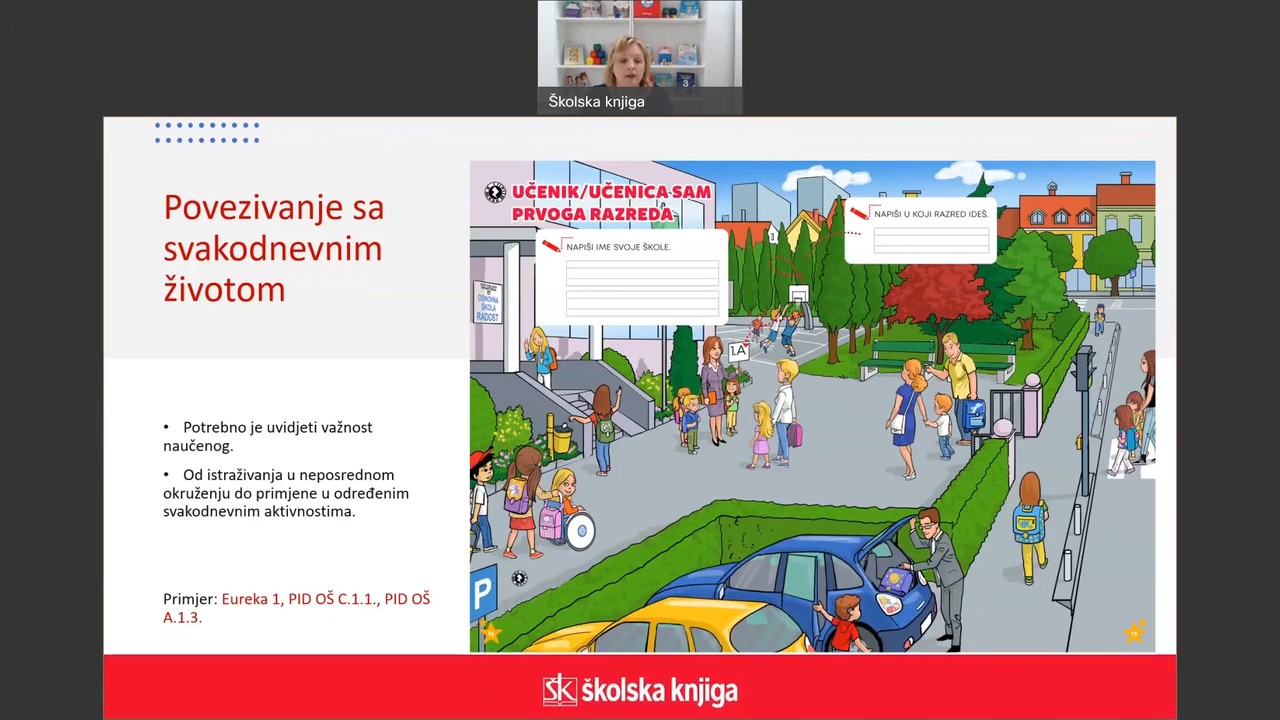 Školska knjiga
Povezivanje sa
svakodnevnim
životom
• Potrebno je uvidjeti važnost
naučenog.
• Od istraživanja u neposrednom
okruženju do primjene u određenim
svakodnevnim aktivnostima.
Primjer: Eureka 1, PID OŠ C.1.1., PID OŠ
A.1.3.
UČENIK/UČENICA SAM
PRVOGA RAZREDA
NAPIŠI IME SVOJE ŠKOLE.
NAPIŠI U KOJI RAZRED IDEŠ.
OSNOVNA
ŠKOLA
RADOST
1.A
P
ŠK školska knjiga